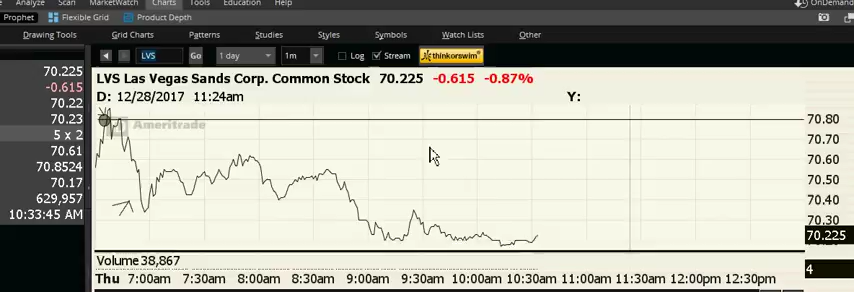 Analyze Scan MarketWatch Charts Tools Education Help OnDemand
Prophet Flexible Grid Product Depth
Drawing Tools Grid Charts Patterns Studies Styles Symbols Watch Lists Other
LVS Go 1 day 1m Log Stream thinkorswim
LVS Las Vegas Sands Corp. Common Stock 70.225 -0.615 -0.87%
D: 12/28/2017 11:24am Y:
70.225
-0.615
70.22
70.23
5 x 2
70.61
70.8524
70.17
629,957
10:33:45 AM
Ameritrade
70.80
70.70
70.60
70.50
70.40
70.30
70.225
Volume 38,867
4
Thu 7:00am 7:30am 8:00am 8:30am 9:00am 9:30am 10:00am 10:30am 11:00am 11:30am 12:00pm 12:30pm